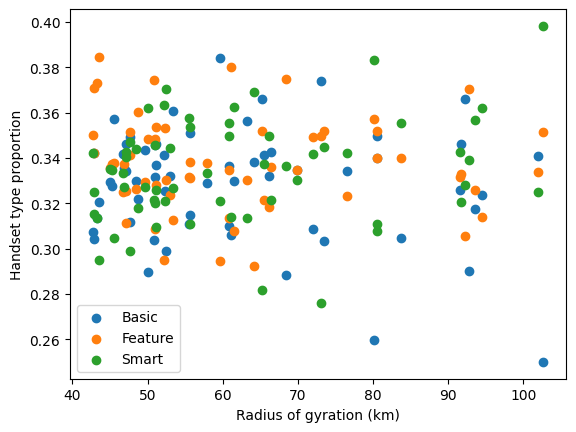 0.40
0.38
0.36
0.34
0.32
0.30
0.28
0.26
Handset type proportion
Basic
Feature
Smart
40 50 60 70 80 90 100
Radius of gyration (km)